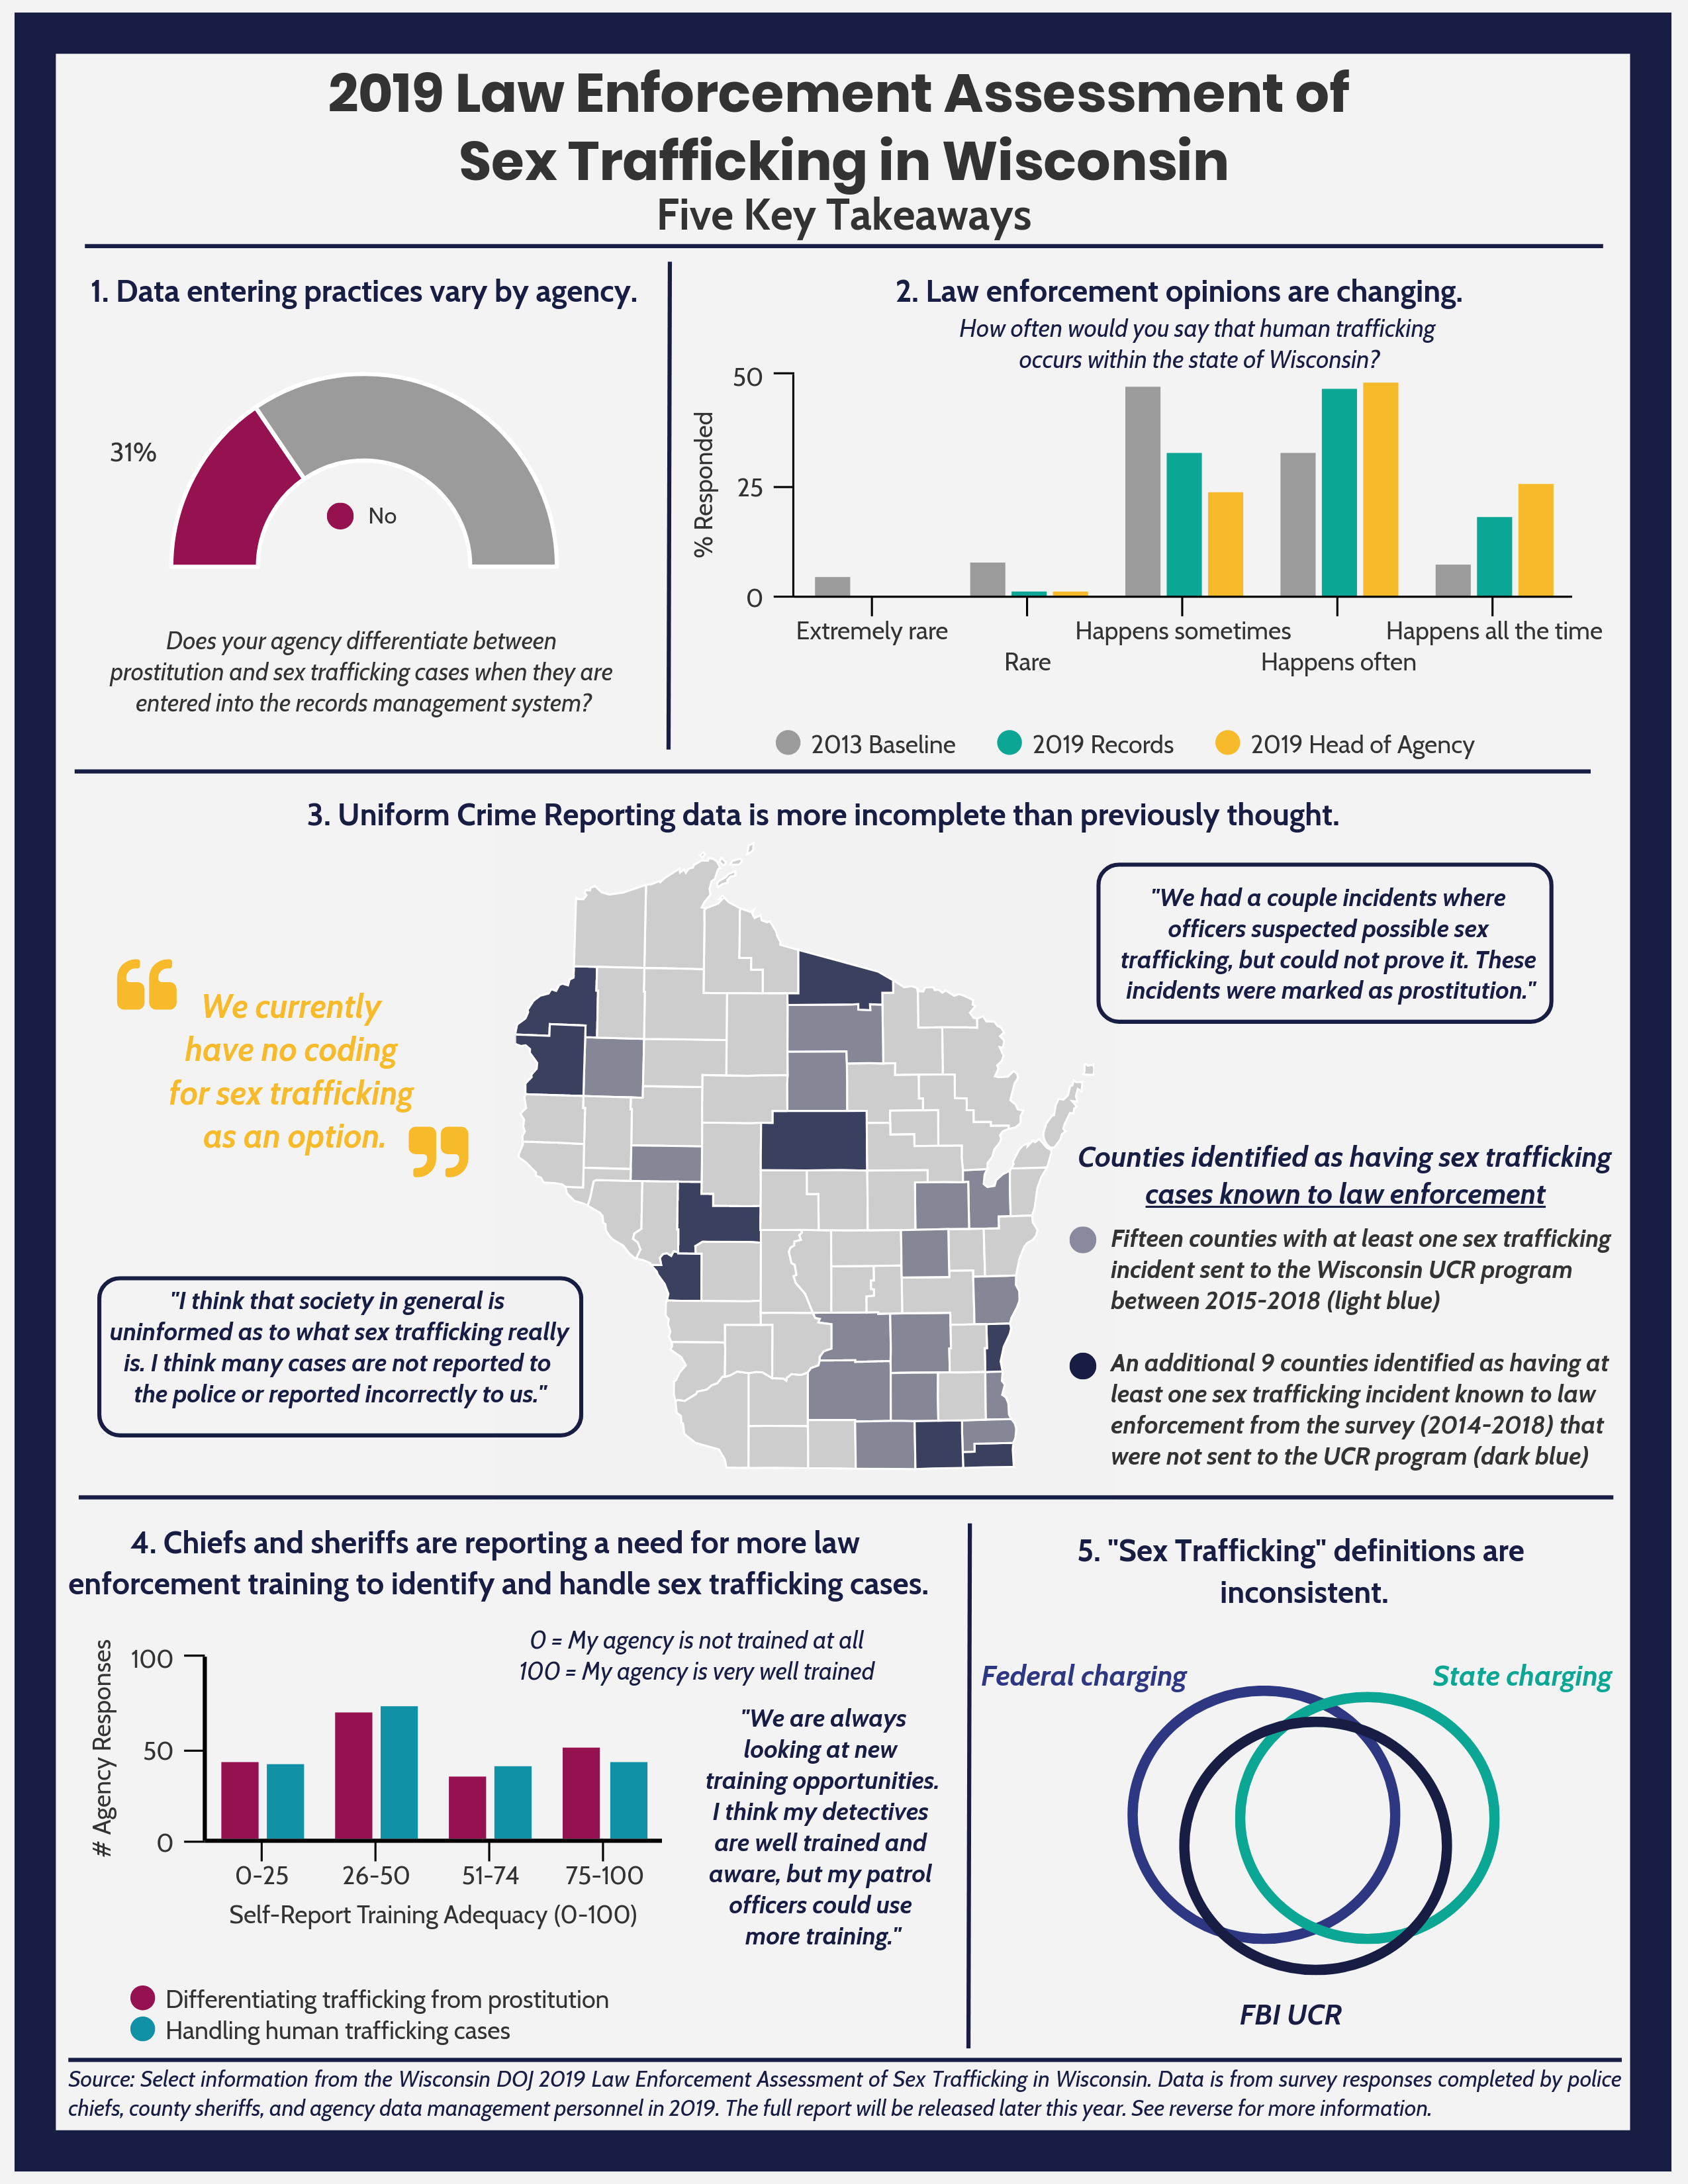 2019 Law Enforcement Assessment of
Sex Trafficking in Wisconsin
Five Key Takeaways
1. Data entering practices vary by agency.
31%
No
Does your agency differentiate between
prostitution and sex trafficking cases when they are
entered into the records management system?
2. Law enforcement opinions are changing.
How often would you say that human trafficking
occurs within the state of Wisconsin?
% Responded
50
25
0
Extremely rare
Rare
Happens sometimes
Happens often
Happens all the time
2013 Baseline
2019 Records
2019 Head of Agency
3. Uniform Crime Reporting data is more incomplete than previously thought.
"We had a couple incidents where
officers suspected possible sex
trafficking, but could not prove it. These
incidents were marked as prostitution."
“ We currently
have no coding
for sex trafficking
as an option. ”
Counties identified as having sex trafficking
cases known to law enforcement
Fifteen counties with at least one sex trafficking
incident sent to the Wisconsin UCR program
between 2015-2018 (light blue)
An additional 9 counties identified as having at
least one sex trafficking incident known to law
enforcement from the survey (2014-2018) that
were not sent to the UCR program (dark blue)
"I think that society in general is
uninformed as to what sex trafficking really
is. I think many cases are not reported to
the police or reported incorrectly to us."
4. Chiefs and sheriffs are reporting a need for more law
enforcement training to identify and handle sex trafficking cases.
0 = My agency is not trained at all
100 = My agency is very well trained
# Agency Responses
100
50
0
0-25
26-50
51-74
75-100
Self-Report Training Adequacy (0-100)
"We are always
looking at new
training opportunities.
I think my detectives
are well trained and
aware, but my patrol
officers could use
more training."
Differentiating trafficking from prostitution
Handling human trafficking cases
5. "Sex Trafficking" definitions are
inconsistent.
Federal charging
State charging
FBI UCR
Source: Select information from the Wisconsin DOJ 2019 Law Enforcement Assessment of Sex Trafficking in Wisconsin. Data is from survey responses completed by police
chiefs, county sheriffs, and agency data management personnel in 2019. The full report will be released later this year. See reverse for more information.